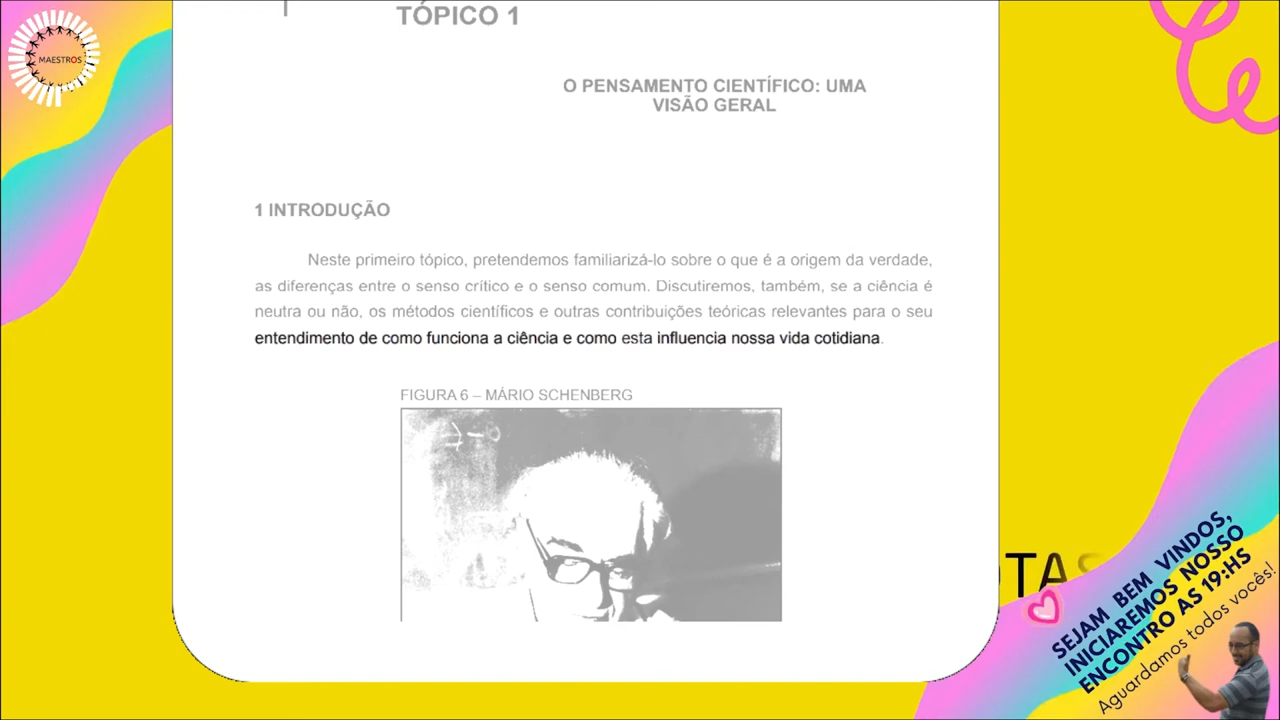 MAESTROS
TÓPICO 1
O PENSAMENTO CIENTÍFICO: UMA
VISÃO GERAL
1 INTRODUÇÃO
Neste primeiro tópico, pretendemos familiarizá-lo sobre o que é a origem da verdade,
as diferenças entre o senso crítico e o senso comum. Discutiremos, também, se a ciência é
neutra ou não, os métodos científicos e outras contribuições teóricas relevantes para o seu
entendimento de como funciona a ciência e como esta influencia nossa vida cotidiana.
FIGURA 6 – MÁRIO SCHENBERG
SEJAM BEM VINDOS,
INICIAREMOS NOSSO
ENCONTRO AS 19:HS
Aguardamos todos vocês!